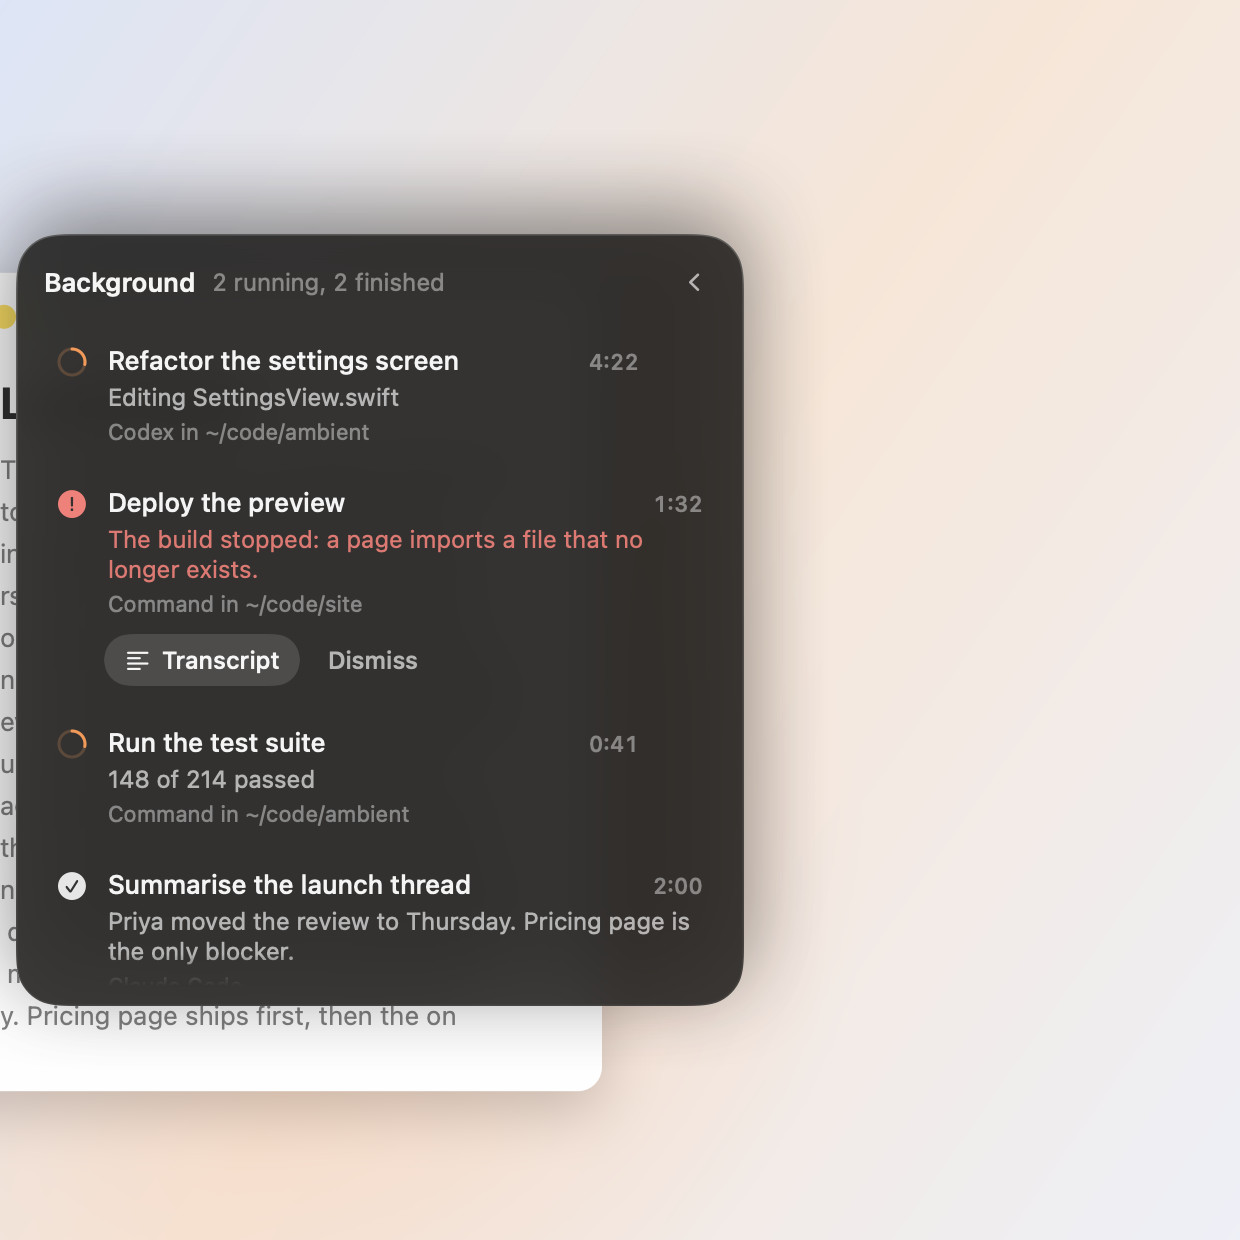 Background 2 running, 2 finished
Refactor the settings screen 4:22
Editing SettingsView.swift
Codex in ~/code/ambient
Deploy the preview 1:32
The build stopped: a page imports a file that no
longer exists.
Command in ~/code/site
Transcript Dismiss
Run the test suite 0:41
148 of 214 passed
Command in ~/code/ambient
Summarise the launch thread 2:00
Priya moved the review to Thursday. Pricing page is
the only blocker.
Claude Code
y. Pricing page ships first, then the on